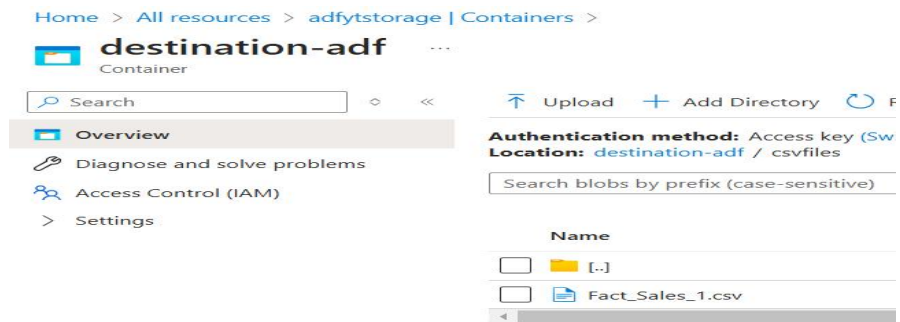 Home > All resources > adfytstorage | Containers >
destination-adf ...
Container
Search
Upload + Add Directory
Overview
Authentication method: Access key (Sw
Diagnose and solve problems
Location: destination-adf / csvfiles
Access Control (IAM)
Search blobs by prefix (case-sensitive)
> Settings
Name
[..]
Fact_Sales_1.csv